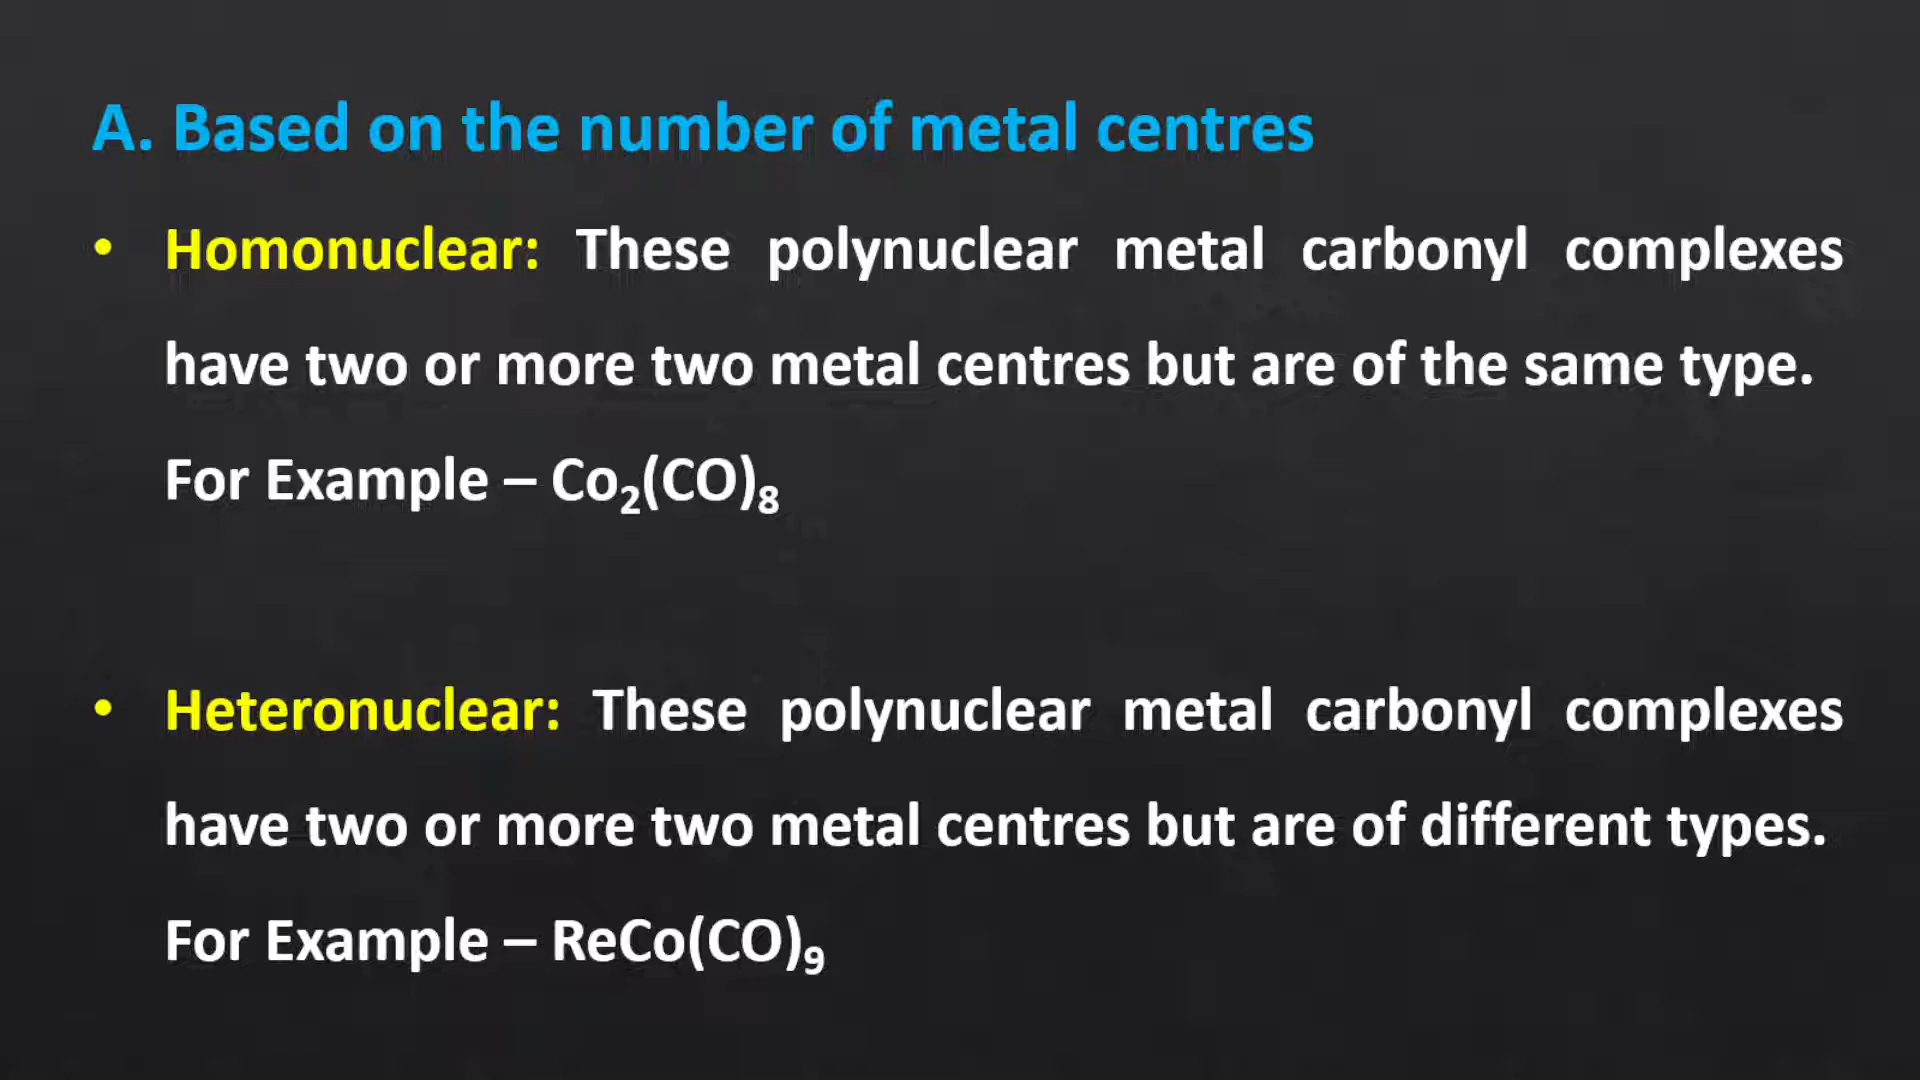 A. Based on the number of metal centres
• Homonuclear: These polynuclear metal carbonyl complexes
have two or more two metal centres but are of the same type.
For Example – Co₂(CO)₈
• Heteronuclear: These polynuclear metal carbonyl complexes
have two or more two metal centres but are of different types.
For Example – ReCo(CO)₉